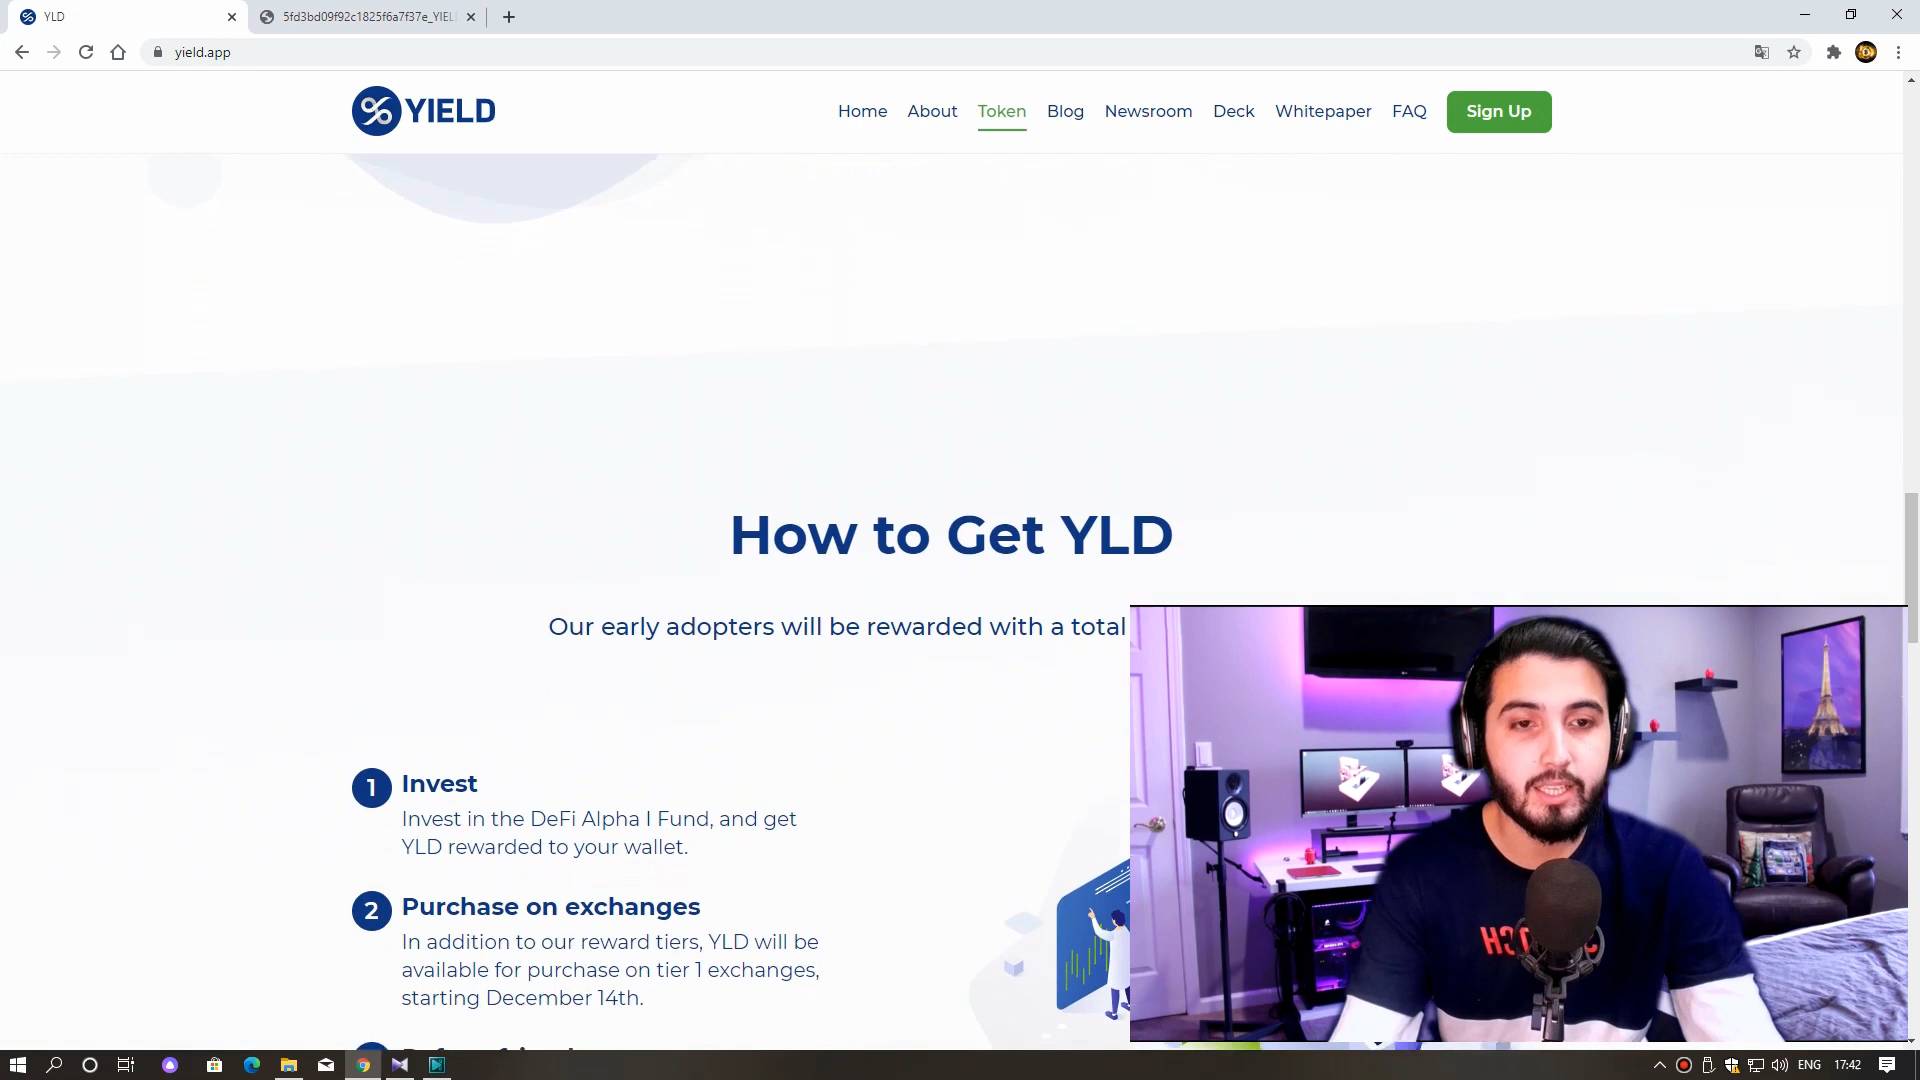 YLD
5fd3bd09f92c1825f6a7f37e_YIEL
yield.app
YIELD
Home
About
Token
Blog
Newsroom
Deck
Whitepaper
FAQ
Sign Up
How to Get YLD
Our early adopters will be rewarded with a total
1 Invest
Invest in the DeFi Alpha I Fund, and get
YLD rewarded to your wallet.
2 Purchase on exchanges
In addition to our reward tiers, YLD will be
available for purchase on tier 1 exchanges,
starting December 14th.
ENG
17:42